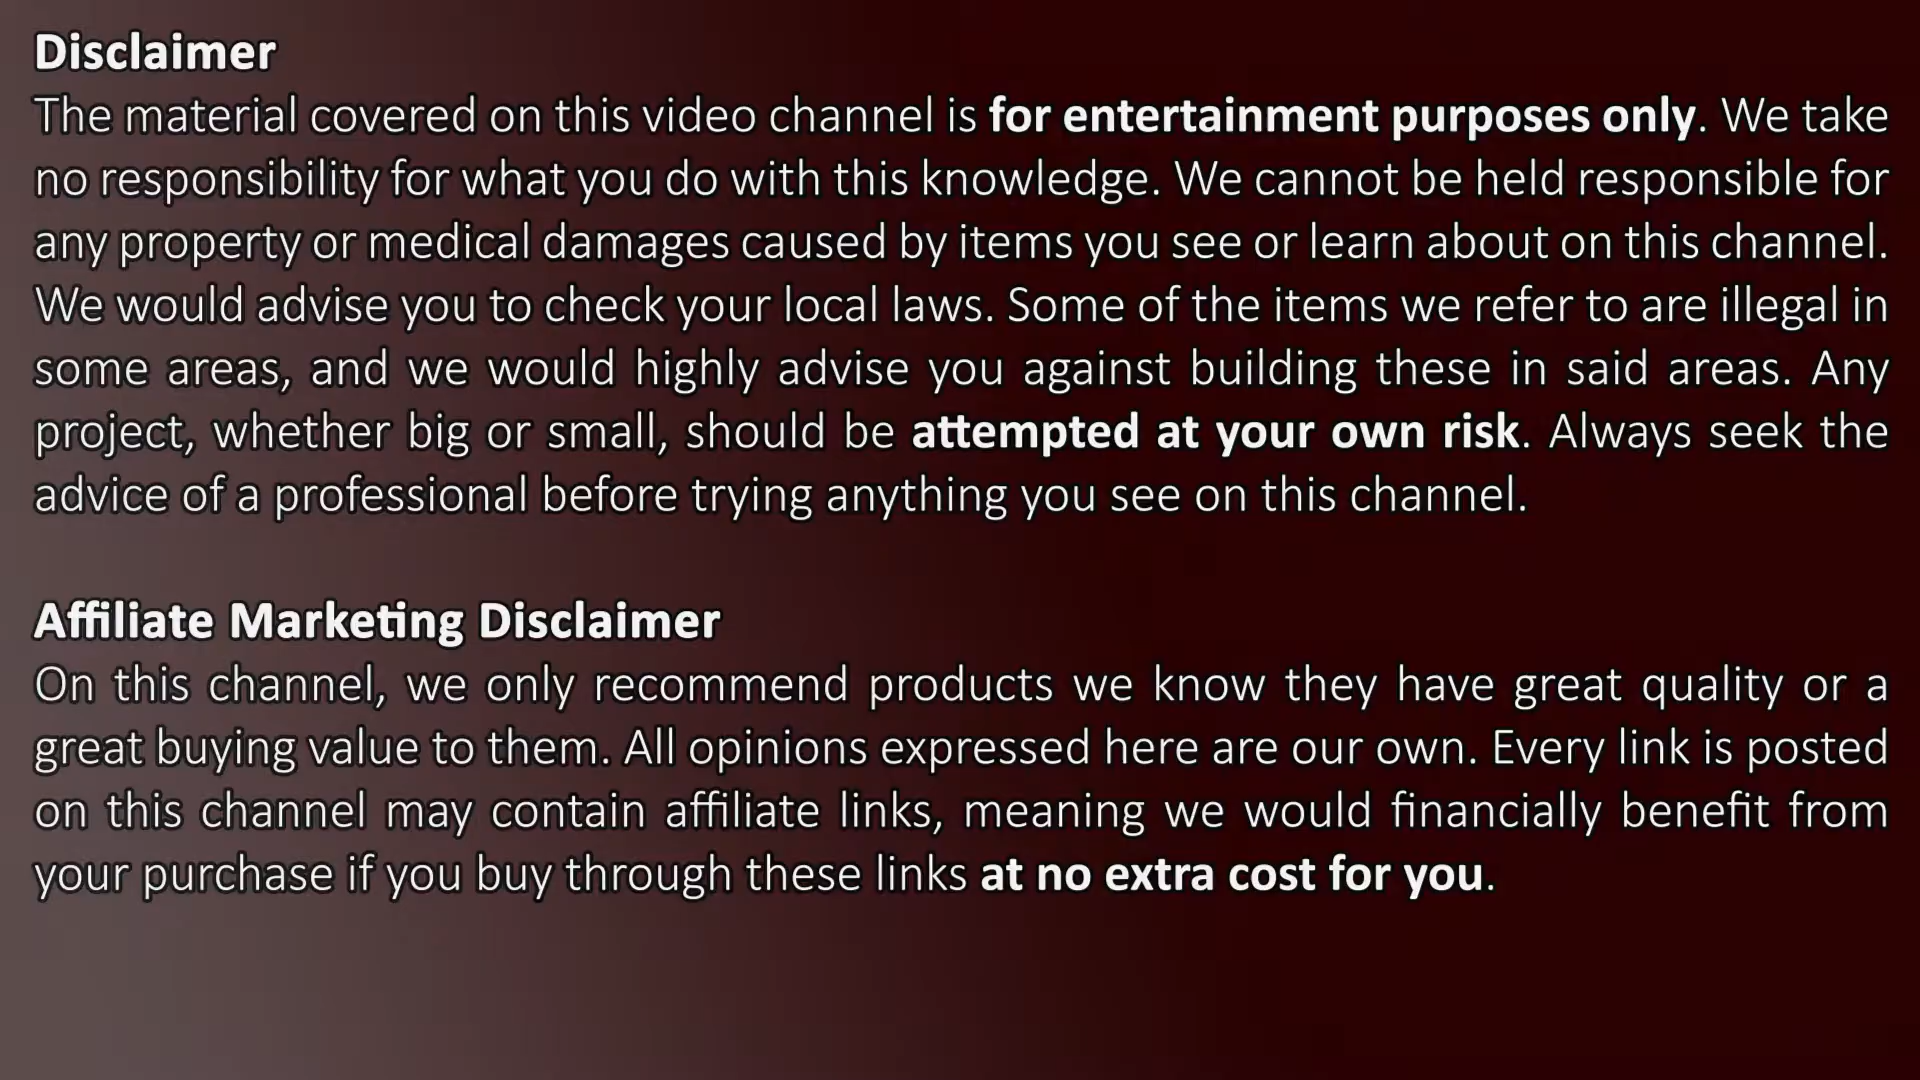 Disclaimer
The material covered on this video channel is for entertainment purposes only. We take
no responsibility for what you do with this knowledge. We cannot be held responsible for
any property or medical damages caused by items you see or learn about on this channel.
We would advise you to check your local laws. Some of the items we refer to are illegal in
some areas, and we would highly advise you against building these in said areas. Any
project, whether big or small, should be attempted at your own risk. Always seek the
advice of a professional before trying anything you see on this channel.
Affiliate Marketing Disclaimer
On this channel, we only recommend products we know they have great quality or a
great buying value to them. All opinions expressed here are our own. Every link is posted
on this channel may contain affiliate links, meaning we would financially benefit from
your purchase if you buy through these links at no extra cost for you.